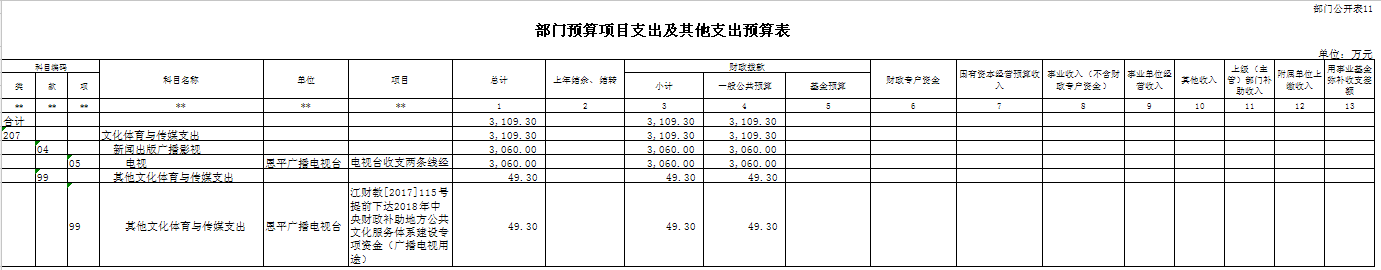 部门公开表11
部门预算项目支出及其他支出预算表
单位：万元
科目编码 科目名称 单位 项目 总计 上年结余、结转 财政拨款 财政专户资金 国有资本经营预算收入 事业收入（不含财政专户资金） 事业单位经营收入 其他收入 上级（主管）部门补助收入 附属单位上缴收入 用事业基金弥补收支差额
类 款 项 小计 一般公共预算 基金预算
** ** ** ** ** ** 1 2 3 4 5 6 7 8 9 10 11 12 13
合计 3,109.30 3,109.30 3,109.30
207 文化体育与传媒支出 3,109.30 3,109.30 3,109.30
04 新闻出版广播影视 3,060.00 3,060.00 3,060.00
05 电视 恩平广播电视台 电视台收支两条线经 3,060.00 3,060.00 3,060.00
99 其他文化体育与传媒支出 49.30 49.30 49.30
99 其他文化体育与传媒支出 恩平广播电视台 江财教[2017]115号提前下达2018年中央财政补助地方公共文化服务体系建设专项资金（广播电视用途） 49.30 49.30 49.30